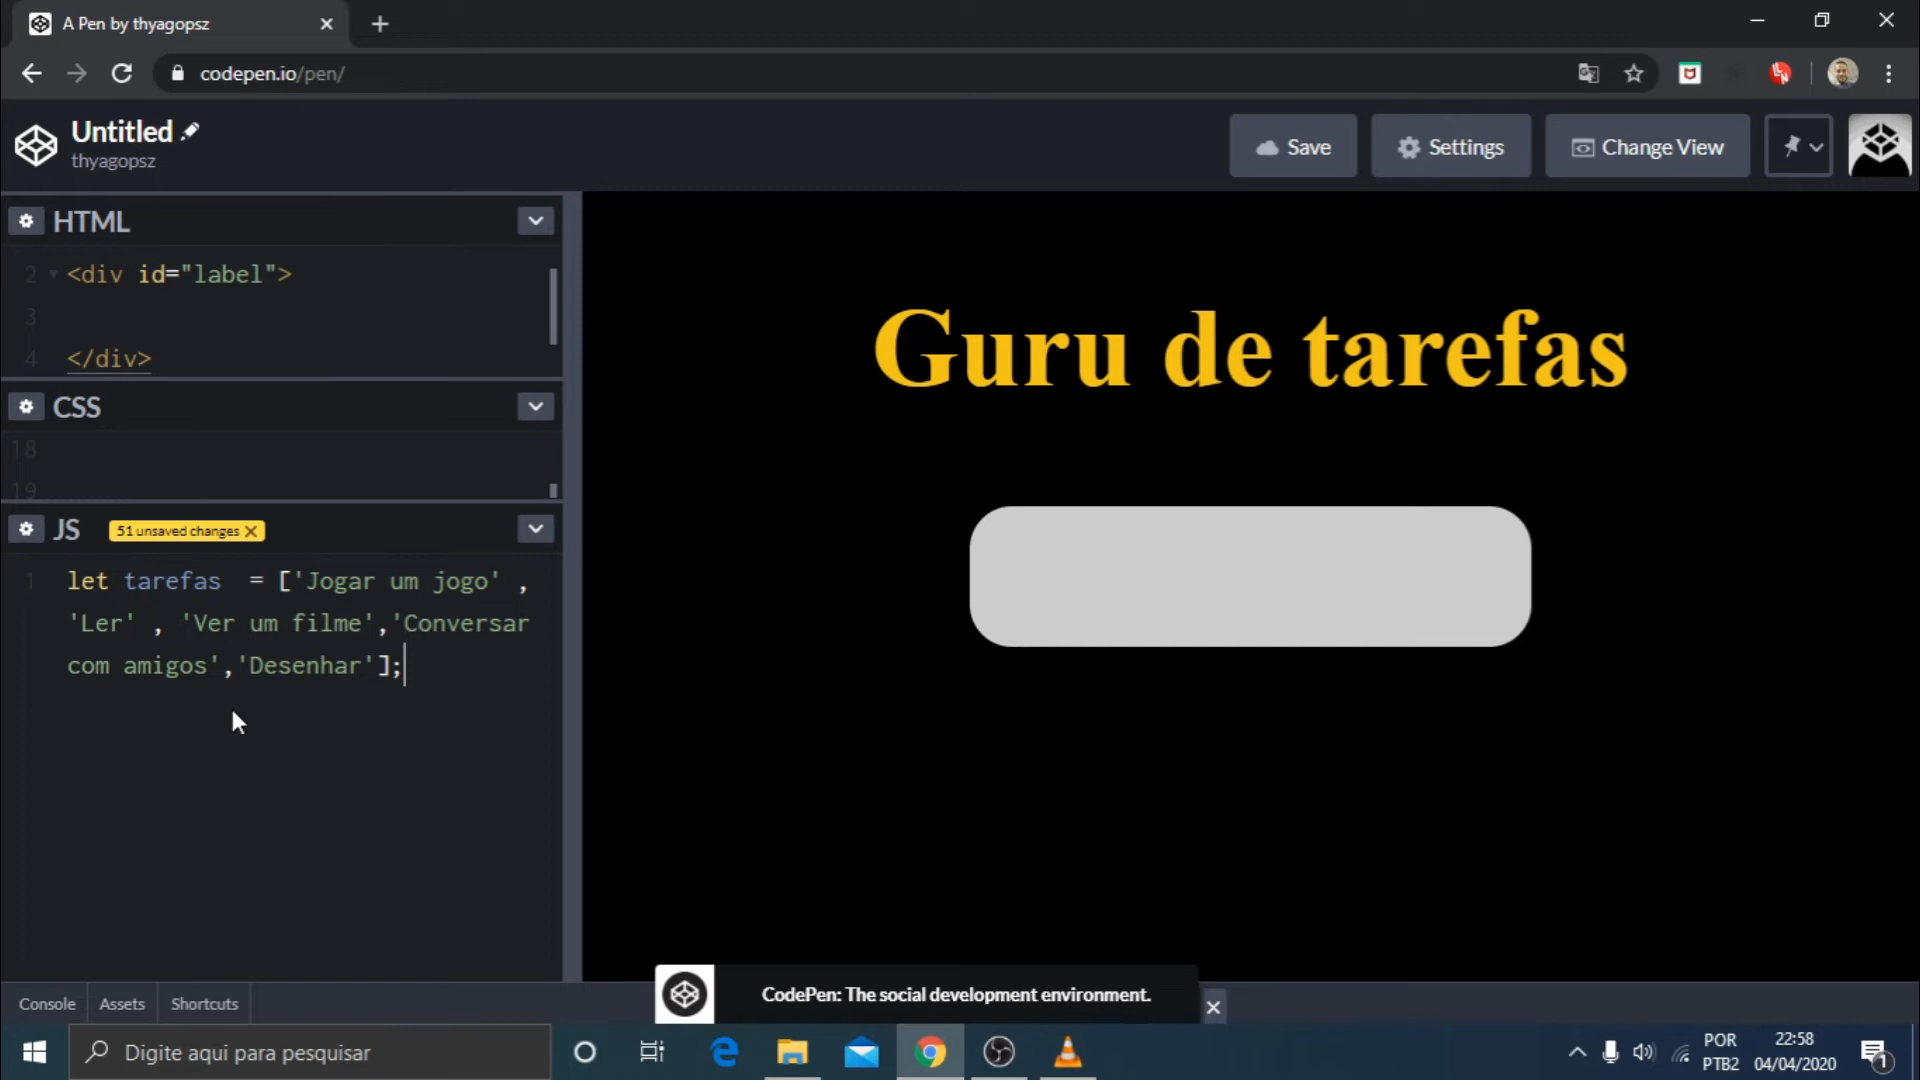 A Pen by thyagopsz
codepen.io/pen/
Untitled
thyagopsz
Save
Settings
Change View
HTML
2 <div id="label">
3
4 </div>
CSS
18
19
JS 51 unsaved changes
1 let tarefas = ['Jogar um jogo' ,
'Ler' , 'Ver um filme','Conversar
com amigos','Desenhar'];
Guru de tarefas
Console Assets Shortcuts
CodePen: The social development environment.
Digite aqui para pesquisar
POR
PTB2
22:58
04/04/2020
1